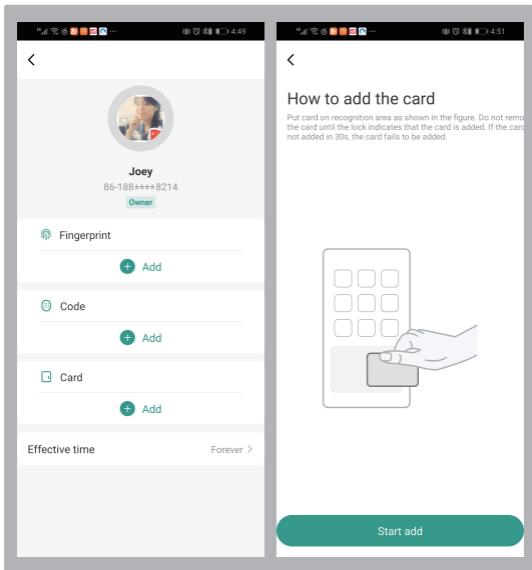 4:49
Joey
86-188****8214
Owner
Fingerprint
Add
Code
Add
Card
Add
Effective time
Forever
4:51
How to add the card
Put card on recognition area as shown in the figure. Do not remo
the card until the lock indicates that the card is added. If the card
not added in 30s, the card fails to be added.
Start add